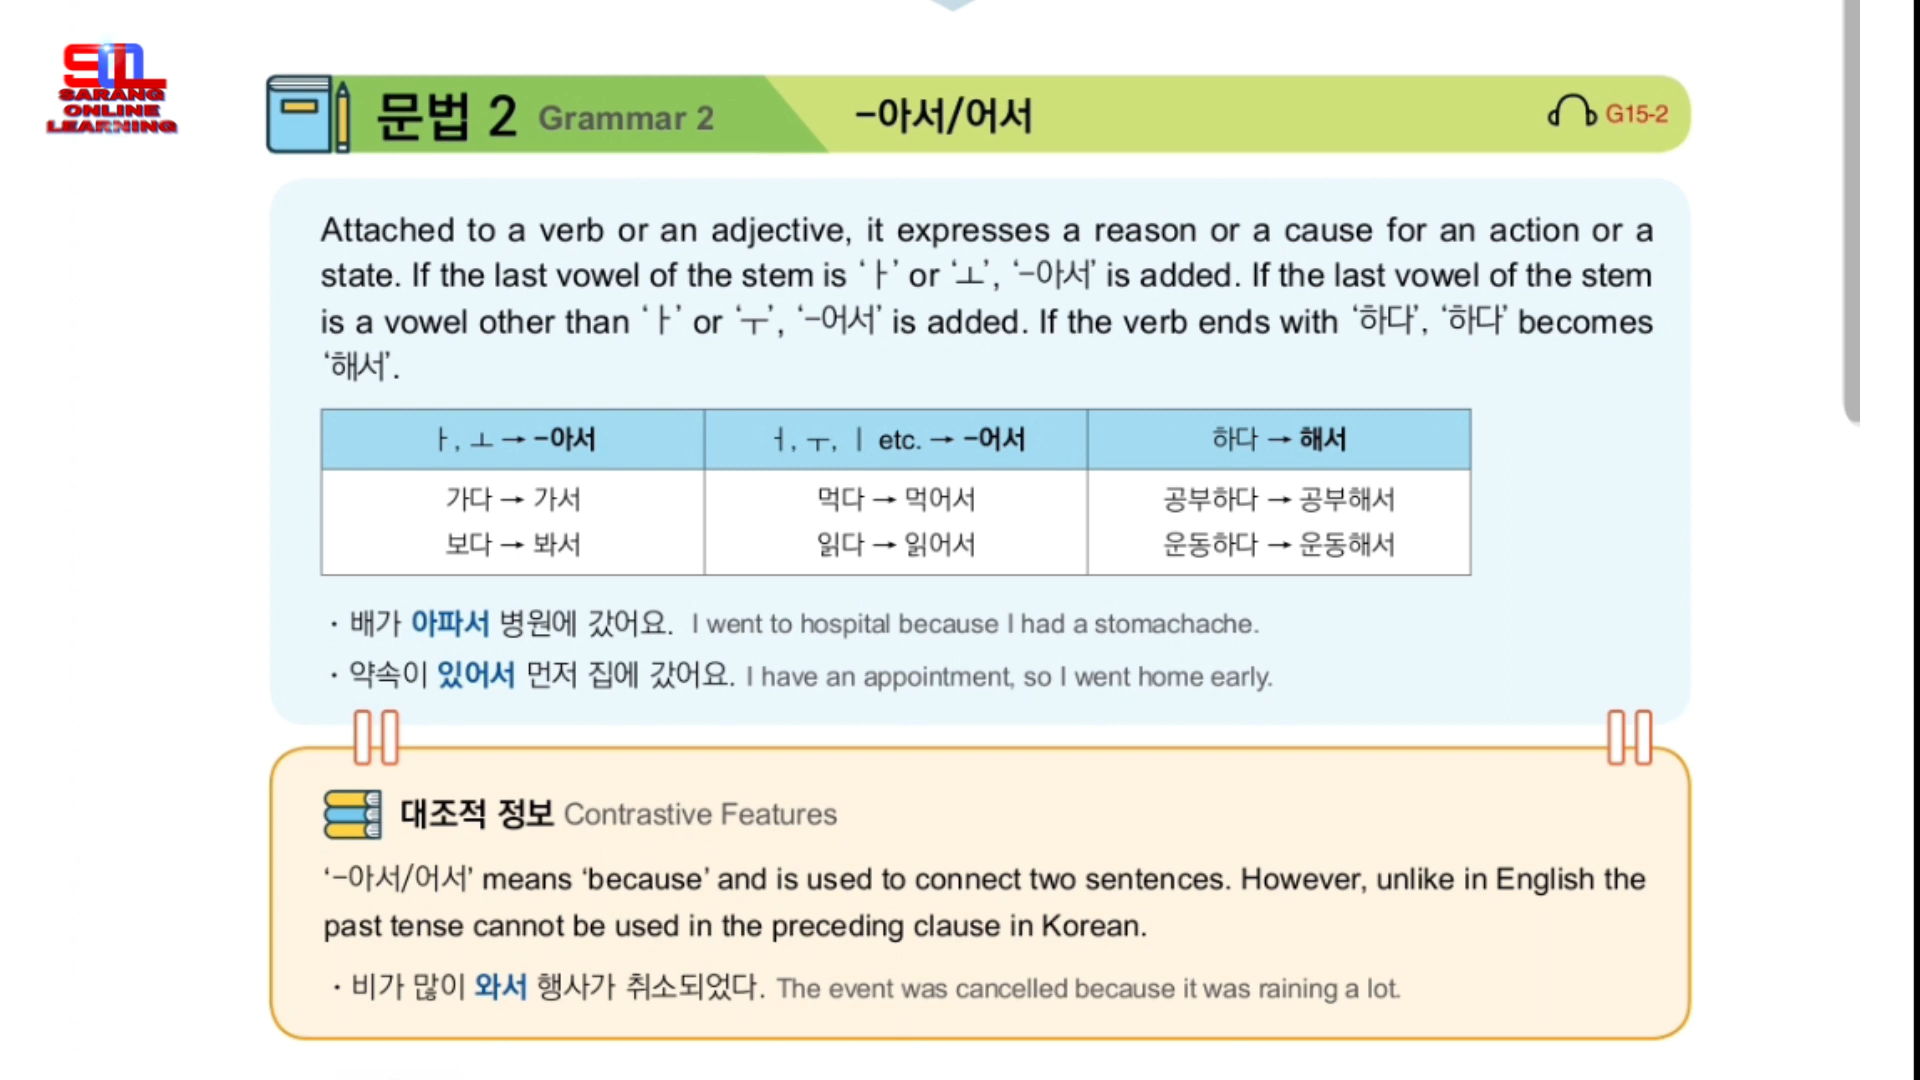 SOL
SARANG
ONLINE
LEARNING
문법 2 Grammar 2
-아서/어서
G15-2
Attached to a verb or an adjective, it expresses a reason or a cause for an action or a
state. If the last vowel of the stem is ‘ㅏ’ or ‘ㅗ’, ‘-아서’ is added. If the last vowel of the stem
is a vowel other than ‘ㅏ’ or ‘ㅜ’, ‘-어서’ is added. If the verb ends with ‘하다’, ‘하다’ becomes
‘해서’.
ㅏ, ㅗ → -아서
ㅓ, ㅜ, ㅣ etc. → -어서
하다 → 해서
가다 → 가서
먹다 → 먹어서
공부하다 → 공부해서
보다 → 봐서
읽다 → 읽어서
운동하다 → 운동해서
· 배가 아파서 병원에 갔어요. I went to hospital because I had a stomachache.
· 약속이 있어서 먼저 집에 갔어요. I have an appointment, so I went home early.
대조적 정보 Contrastive Features
‘-아서/어서’ means ‘because’ and is used to connect two sentences. However, unlike in English the
past tense cannot be used in the preceding clause in Korean.
· 비가 많이 와서 행사가 취소되었다. The event was cancelled because it was raining a lot.